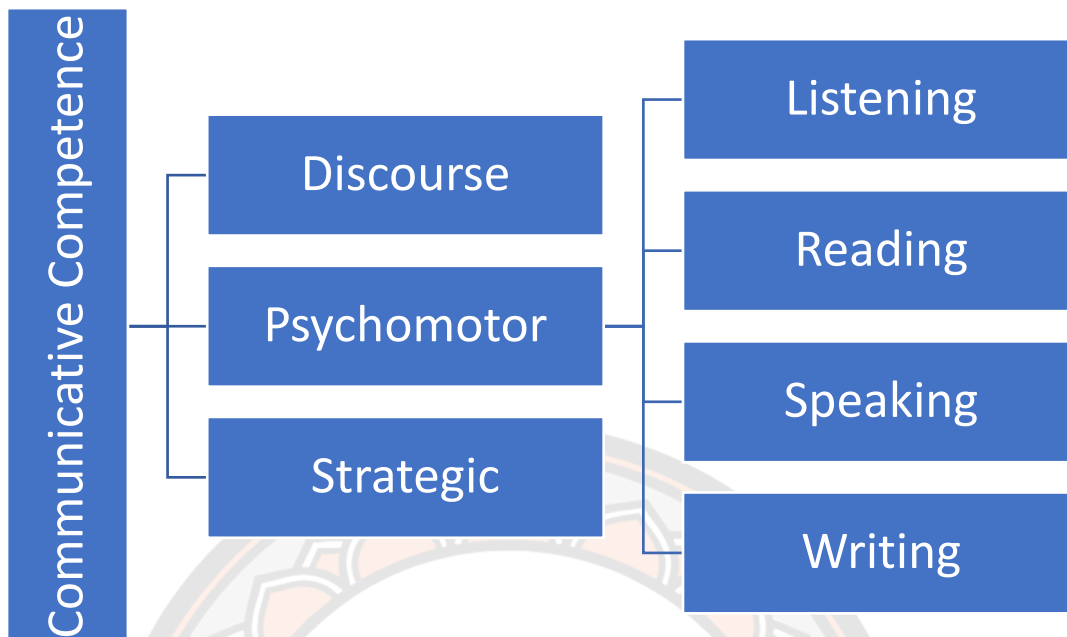 Communicative Competence
Discourse
Psychomotor
Strategic
Listening
Reading
Speaking
Writing